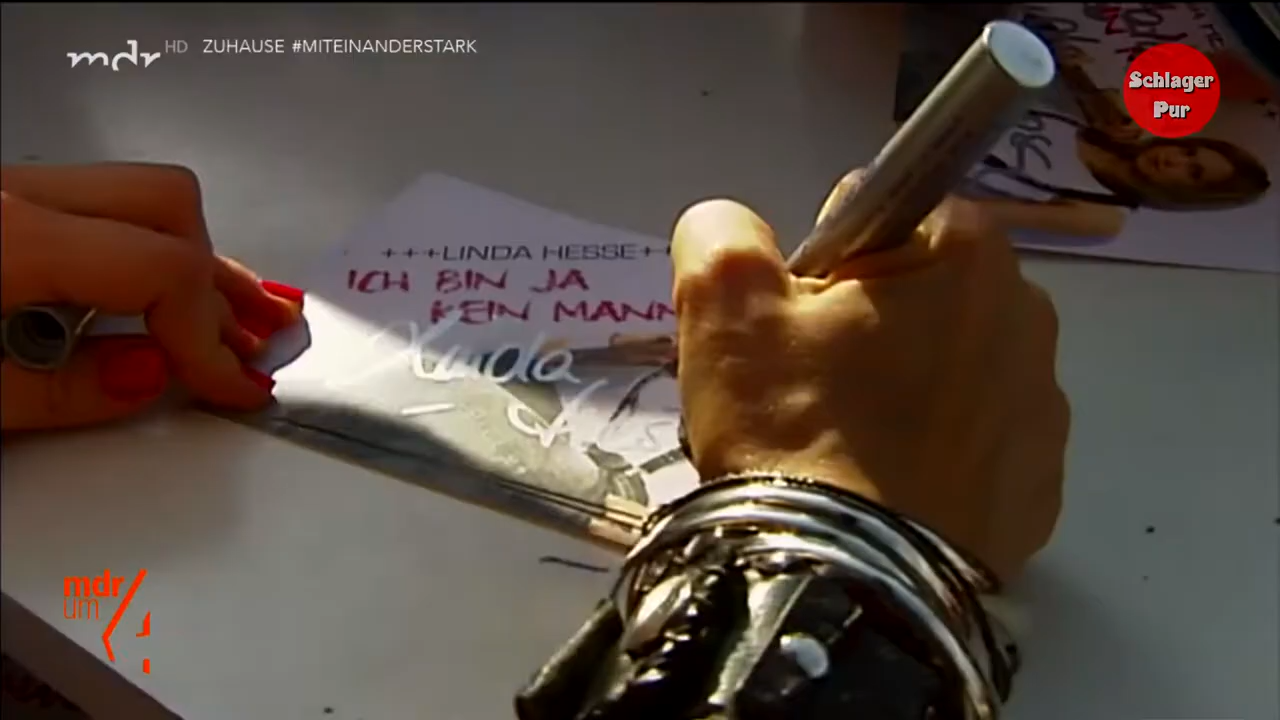 mdr HD ZUHAUSE #MITEINANDERSTARK
Schlager
Pur
+++LINDA HESSE+
ICH BIN JA
KEIN MANN
Linda
mdr
um
4